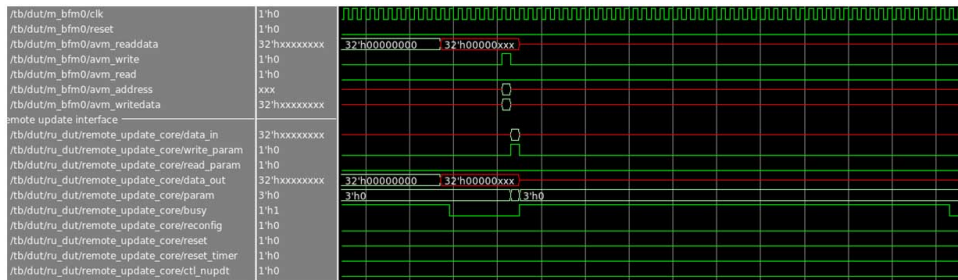 /tb/dut/m_bfm0/clk 1'h0
/tb/dut/m_bfm0/reset 1'h0
/tb/dut/m_bfm0/avm_readdata 32'hxxxxxxxx 32'h00000000 32'h00000xxx
/tb/dut/m_bfm0/avm_write 1'h0
/tb/dut/m_bfm0/avm_read 1'h0
/tb/dut/m_bfm0/avm_address xxx
/tb/dut/m_bfm0/avm_writedata 32'hxxxxxxxx
emote update interface
/tb/dut/ru_dut/remote_update_core/data_in 32'hxxxxxxxx
/tb/dut/ru_dut/remote_update_core/write_param 1'h0
/tb/dut/ru_dut/remote_update_core/read_param 1'h0
/tb/dut/ru_dut/remote_update_core/data_out 32'hxxxxxxxx 32'h00000000 32'h00000xxx
/tb/dut/ru_dut/remote_update_core/param 3'h0 3'h0 3'h0
/tb/dut/ru_dut/remote_update_core/busy 1'h1
/tb/dut/ru_dut/remote_update_core/reconfig 1'h0
/tb/dut/ru_dut/remote_update_core/reset 1'h0
/tb/dut/ru_dut/remote_update_core/reset_timer 1'h0
/tb/dut/ru_dut/remote_update_core/ctl_nupdt 1'h0